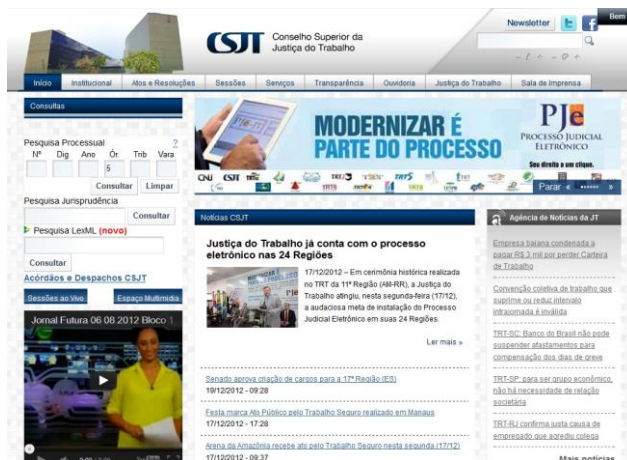 Bem
Newsletter
CSJT
Conselho Superior da
Justiça do Trabalho
Início
Institucional
Atos e Resoluções
Sessões
Serviços
Transparência
Ouvidoria
Justiça do Trabalho
Sala de Imprensa
Consultas
Pesquisa Processual
?
Nº Dig Ano Ór. Trib Vara
5
Consultar
Limpar
Pesquisa Jurisprudência
Consultar
Pesquisa LexML (novo)
Consultar
Acórdãos e Despachos CSJT
Sessões ao Vivo
Espaço Multimídia
Jornal Futura 06 08 2012 Bloco 1
MODERNIZAR É
PARTE DO PROCESSO
PJe
PROCESSO JUDICIAL
ELETRÔNICO
Seu direito a um clique.
CNJ CSJT
Parar « »
Notícias CSJT
Justiça do Trabalho já conta com o processo
eletrônico nas 24 Regiões
17/12/2012 – Em cerimônia histórica realizada
no TRT da 11ª Região (AM-RR), a Justiça do
Trabalho atingiu, nesta segunda-feira (17/12),
a audaciosa meta de instalação do Processo
Judicial Eletrônico em suas 24 Regiões.
Ler mais »
Senado aprova criação de cargos para a 17ª Região (ES)
19/12/2012 - 09:28
Festa marca Ato Público pelo Trabalho Seguro realizado em Manaus
17/12/2012 - 17:28
Arena da Amazônia recebe ato pelo Trabalho Seguro nesta segunda (17/12)
17/12/2012 - 09:37
Agência de Notícias da JT
Empresa baiana condenada a
pagar R$ 3 mil por perder Carteira
de Trabalho
Convenção coletiva de trabalho que
suprime ou reduz intervalo
intrajornada é inválida
TRT-SC: Banco do Brasil não pode
suspender afastamentos para
compensação dos dias de greve
TRT-SP: para ser grupo econômico,
não há necessidade de relação
societária
TRT-RJ confirma justa causa de
empregado que agrediu colega
Mais notícias